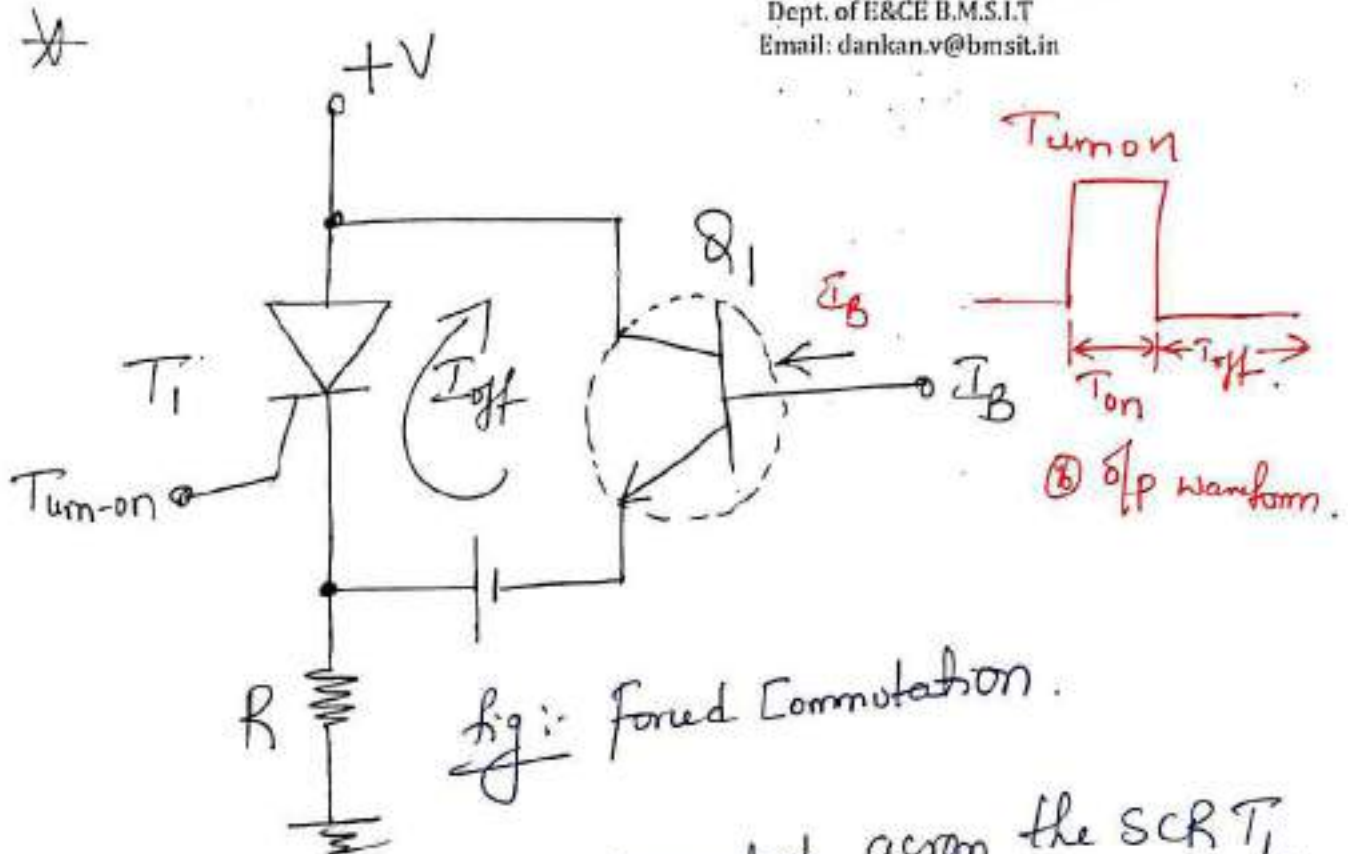 Dept. of E&CE B.M.S.I.T
Email: dankan.v@bmsit.in
+V
Turn on
Q1
IB
T1
Ioff
IB
Ton
Toff
Turn-on
o/p waveform.
R
fig :- Forced Commutation.
across the SCR T1